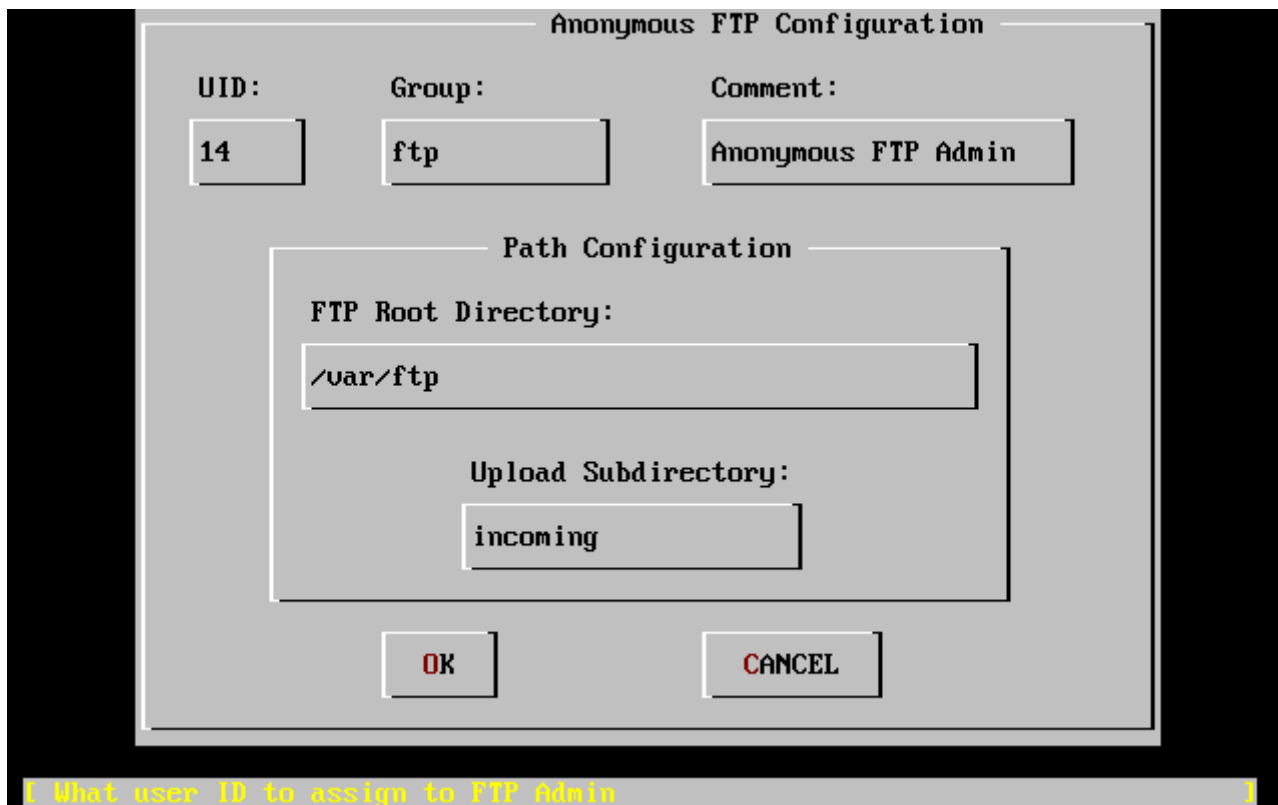 Anonymous FTP Configuration
UID: Group: Comment:
14 ftp Anonymous FTP Admin
Path Configuration
FTP Root Directory:
/var/ftp
Upload Subdirectory:
incoming
OK CANCEL
[ What user ID to assign to FTP Admin ]